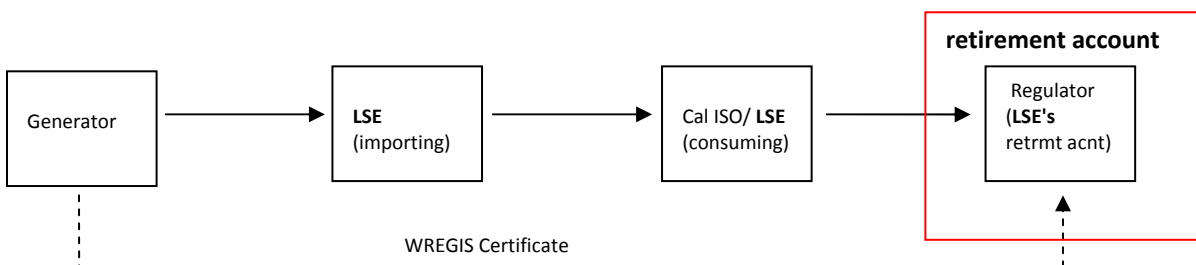 retirement account
Generator
LSE
(importing)
Cal ISO/ LSE
(consuming)
Regulator
(LSE's
retrmt acnt)
WREGIS Certificate